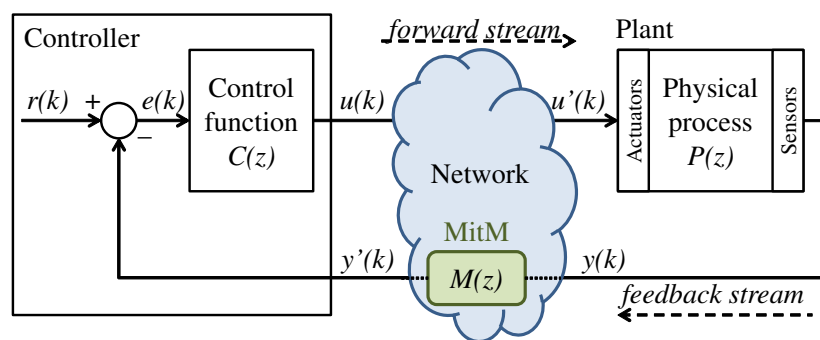 Controller
forward stream
Plant
r(k)
+
−
e(k)
Control
function
C(z)
u(k)
u’(k)
Actuators
Physical
process
P(z)
Sensors
Network
MitM
M(z)
y’(k)
y(k)
feedback stream